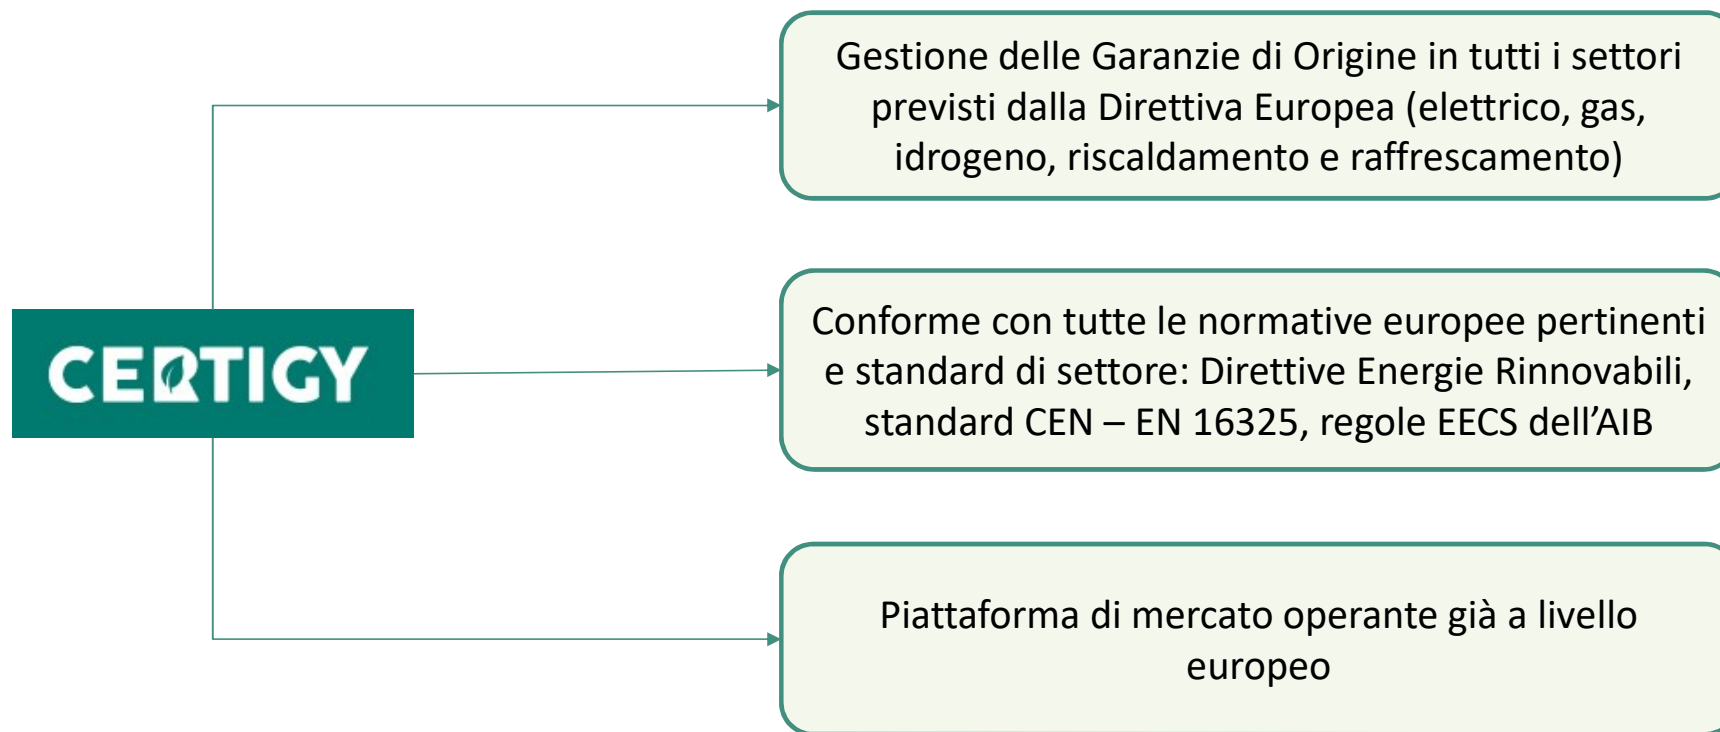 Gestione delle Garanzie di Origine in tutti i settori
previsti dalla Direttiva Europea (elettrico, gas,
idrogeno, riscaldamento e raffrescamento)
CERTIGY
Conforme con tutte le normative europee pertinenti
e standard di settore: Direttive Energie Rinnovabili,
standard CEN – EN 16325, regole EECS dell’AIB
Piattaforma di mercato operante già a livello
europeo